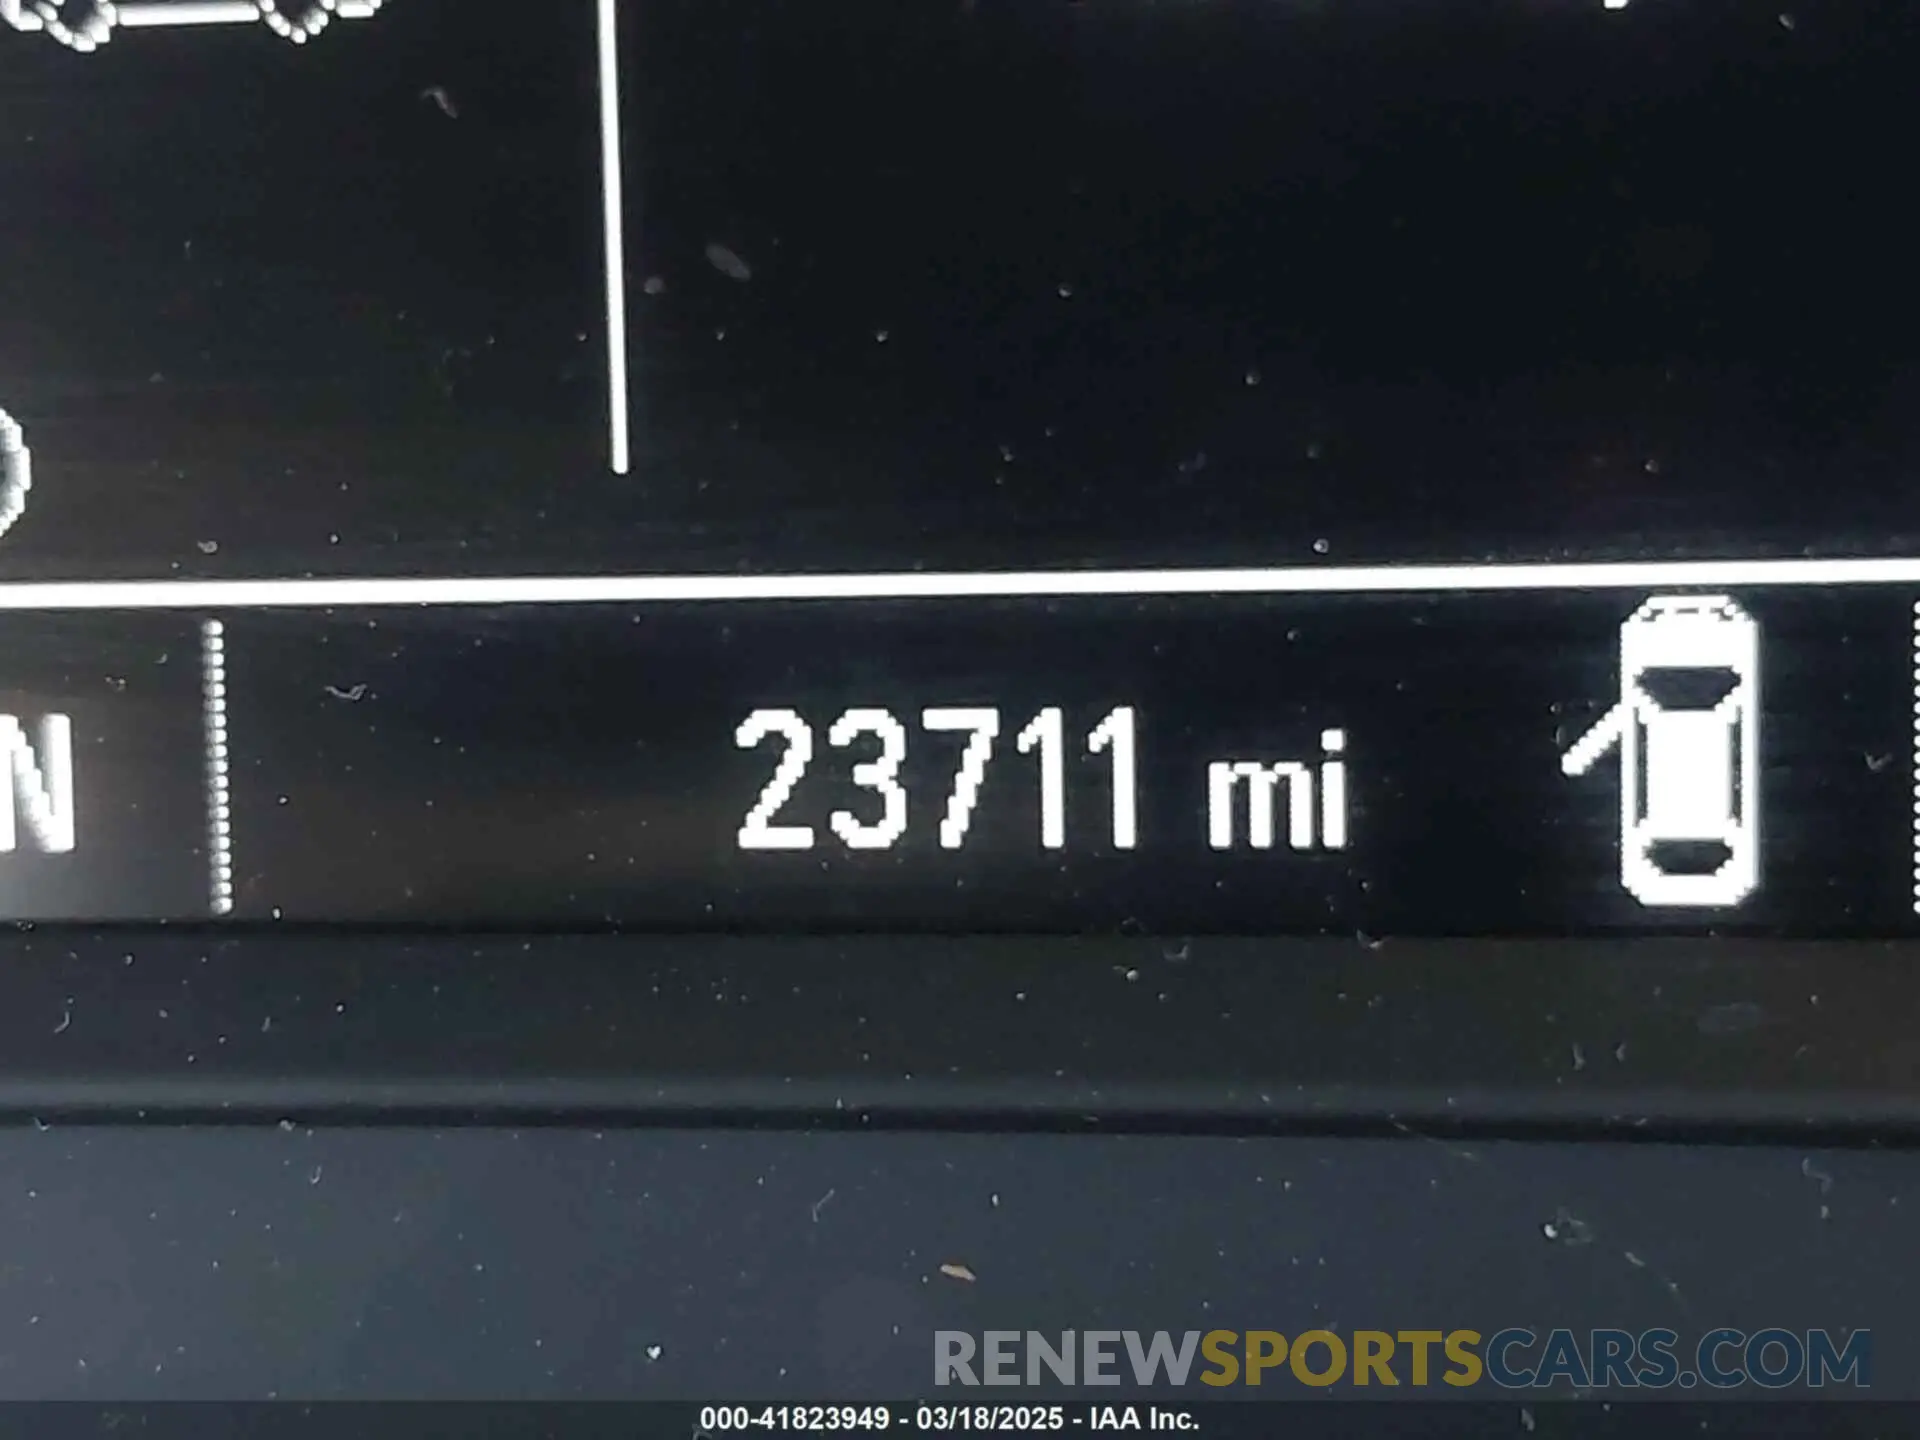 N
23711 mi
RENEWSPORTSCARS.COM
000-41823949 - 03/18/2025 - IAA Inc.